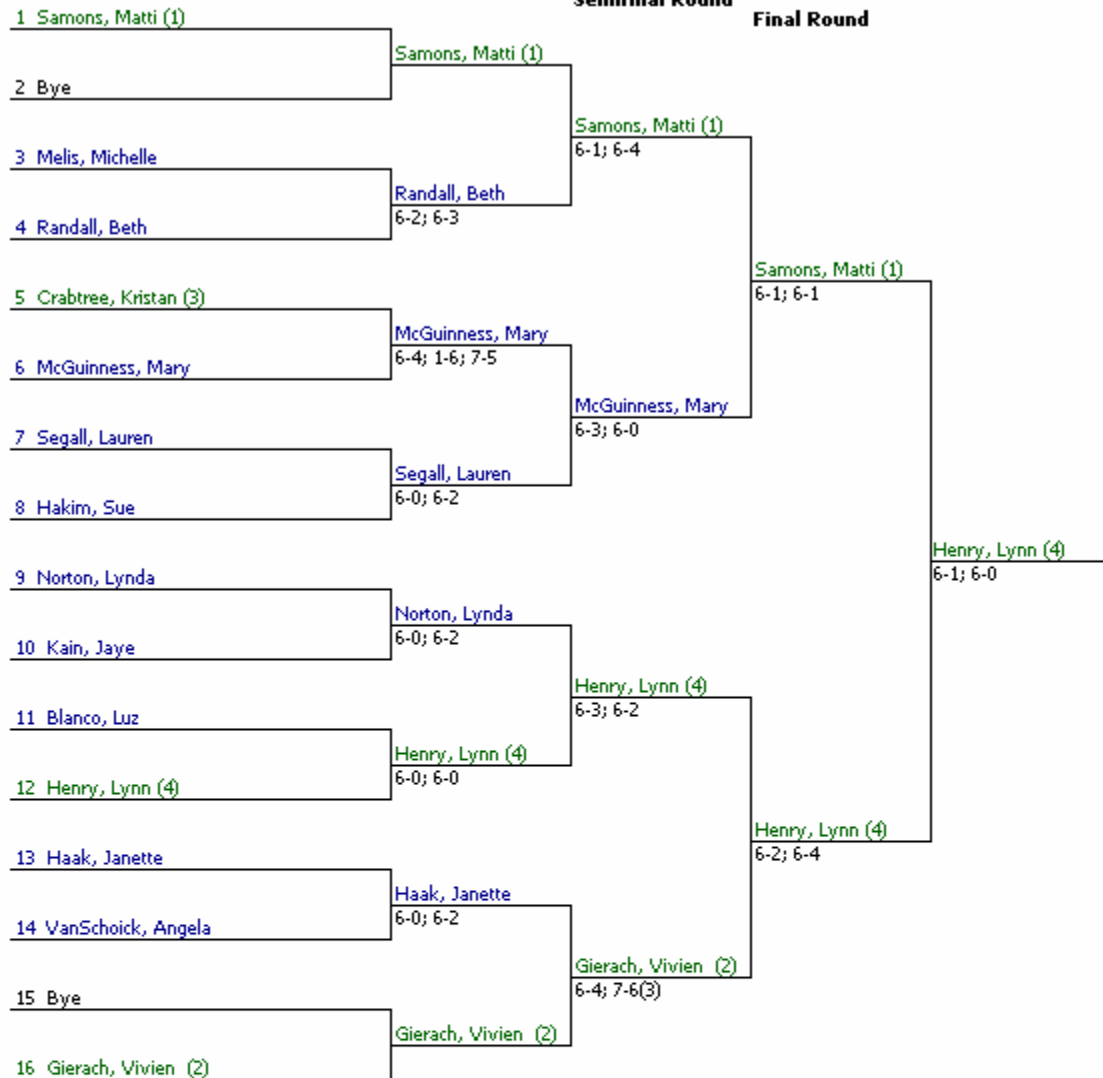 Semifinal Round
Final Round
1 Samons, Matti (1)
2 Bye
3 Melis, Michelle
4 Randall, Beth
5 Crabtree, Kristan (3)
6 McGuinness, Mary
7 Segall, Lauren
8 Hakim, Sue
9 Norton, Lynda
10 Kain, Jaye
11 Blanco, Luz
12 Henry, Lynn (4)
13 Haak, Janette
14 VanSchoick, Angela
15 Bye
16 Gierach, Vivien (2)
Samons, Matti (1)
Randall, Beth
6-2; 6-3
McGuinness, Mary
6-4; 1-6; 7-5
Segall, Lauren
6-0; 6-2
Norton, Lynda
6-0; 6-2
Henry, Lynn (4)
6-0; 6-0
Haak, Janette
6-0; 6-2
Gierach, Vivien (2)
Samons, Matti (1)
6-1; 6-4
McGuinness, Mary
6-3; 6-0
Henry, Lynn (4)
6-3; 6-2
Gierach, Vivien (2)
6-4; 7-6(3)
Samons, Matti (1)
6-1; 6-1
Henry, Lynn (4)
6-2; 6-4
Henry, Lynn (4)
6-1; 6-0